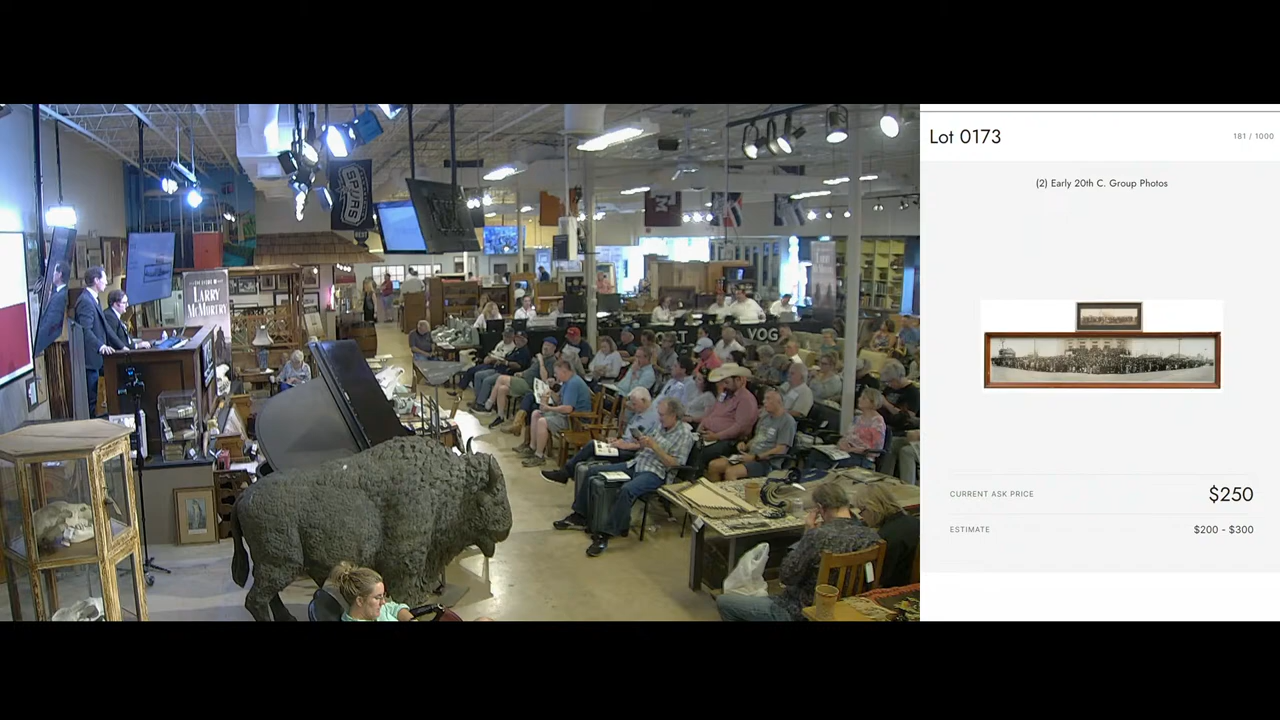 SPURS
LARRY
McMURTRY
VOG
Lot 0173
181 / 1000
(2) Early 20th C. Group Photos
CURRENT ASK PRICE
$250
ESTIMATE
$200 - $300